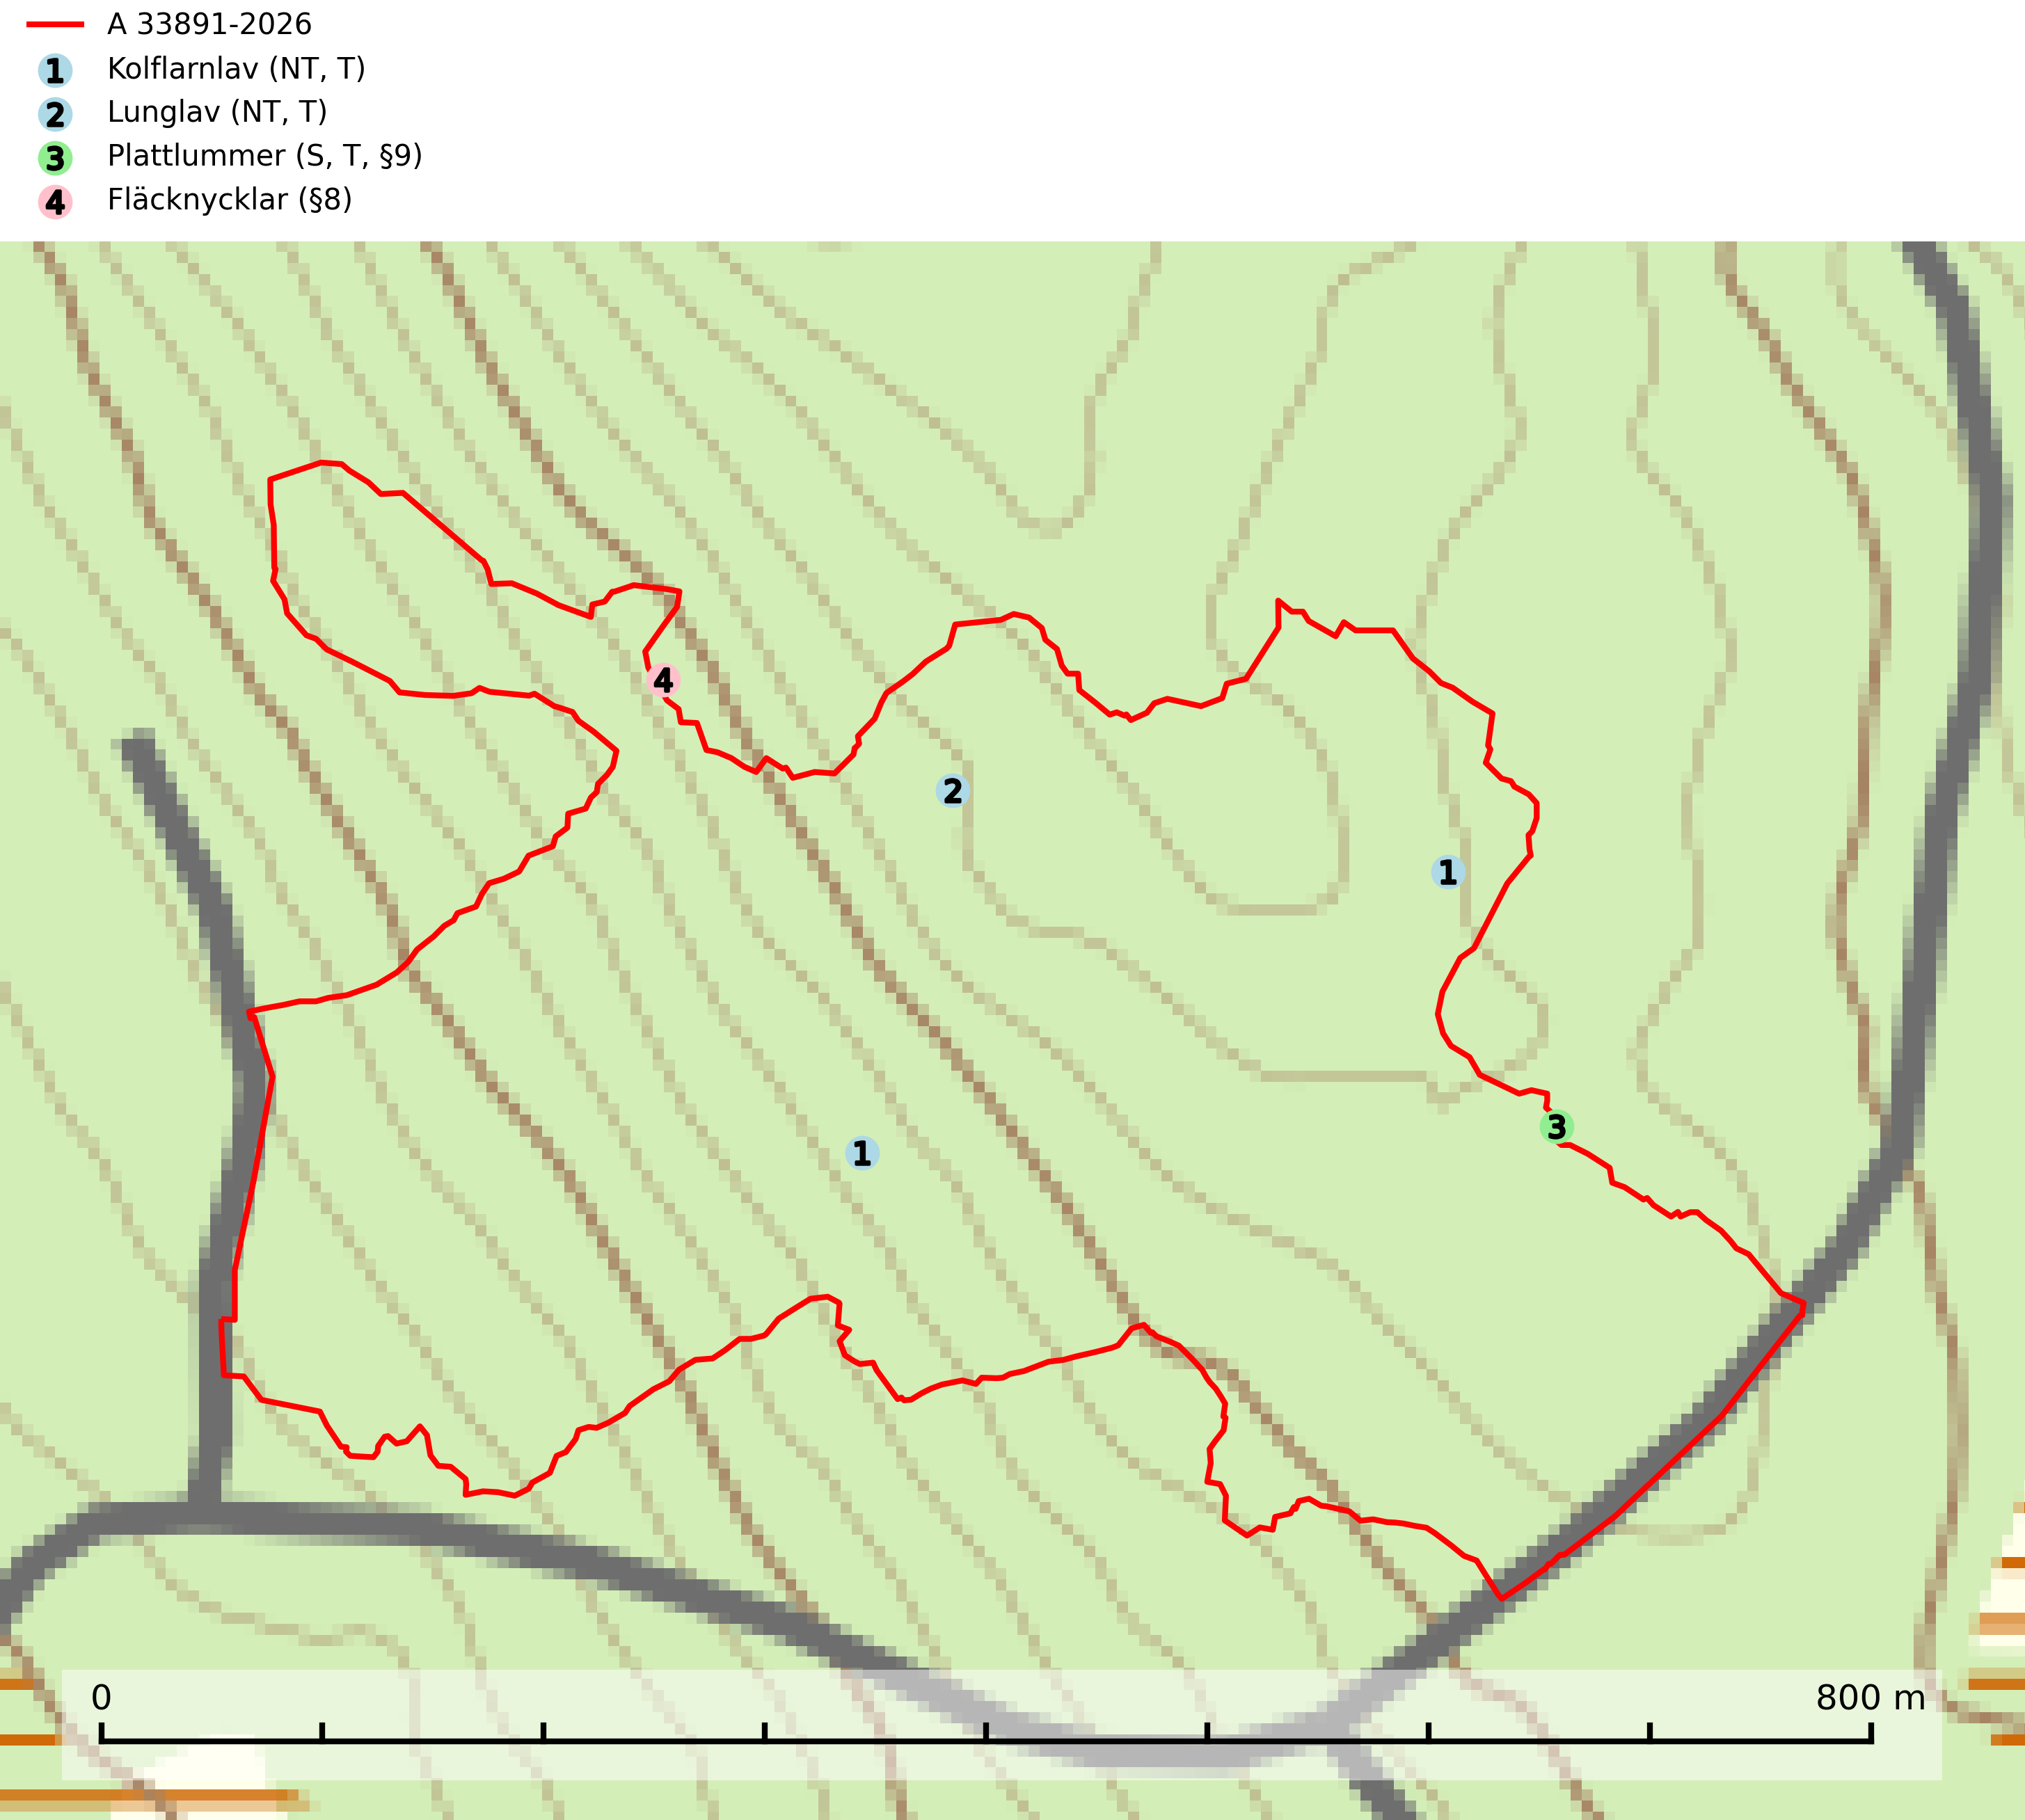 A 33891-2026
1 Kolflarnlav (NT, T)
2 Lunglav (NT, T)
3 Plattlummer (S, T, §9)
4 Fläcknycklar (§8)
4
2
1
3
1
0 800 m